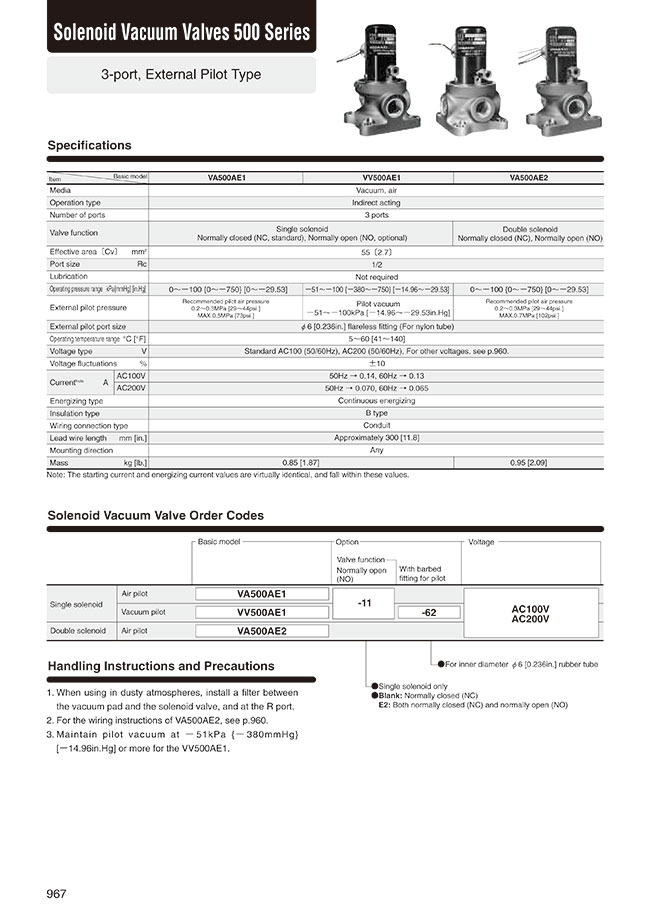 Solenoid Vacuum Valves 500 Series
3-port, External Pilot Type
Specifications
Item Basic model VA500AE1 VV500AE1 VA500AE2
Media Vacuum, air
Operation type Indirect acting
Number of ports 3 ports
Valve function Single solenoid Normally closed (NC, standard), Normally open (NO, optional) Double solenoid Normally closed (NC), Normally open (NO)
Effective area〔Cv〕 mm² 55〔2.7〕
Port size Rc 1/2
Lubrication Not required
Operating pressure range kPa{mmHg} [in.Hg] 0～－100 {0～－750} [0～－29.53] －51～－100 {－380～－750} [－14.96～－29.53] 0～－100 {0～－750} [0～－29.53]
External pilot pressure Recommended pilot air pressure 0.2～0.3MPa [29～44psi.] MAX.0.5MPa [73psi.] Pilot vacuum －51～－100kPa [－14.96～－29.53in.Hg] Recommended pilot air pressure 0.2～0.3MPa [29～44psi.] MAX.0.7MPa [102psi.]
External pilot port size φ6 [0.236in.] flareless fitting (For nylon tube)
Operating temperature range °C [°F] 5～60 [41～140]
Voltage type V Standard AC100 (50/60Hz), AC200 (50/60Hz), For other voltages, see p.960.
Voltage fluctuations % ±10
Current Note A AC100V 50Hz → 0.14, 60Hz → 0.13
AC200V 50Hz → 0.070, 60Hz → 0.065
Energizing type Continuous energizing
Insulation type B type
Wiring connection type Conduit
Lead wire length mm [in.] Approximately 300 [11.8]
Mounting direction Any
Mass kg [lb.] 0.85 [1.87] 0.95 [2.09]
Note: The starting current and energizing current values are virtually identical, and fall within these values.
Solenoid Vacuum Valve Order Codes
Basic model Option Voltage
Valve function
Normally open (NO) With barbed fitting for pilot
Single solenoid Air pilot VA500AE1 -11 AC100V AC200V
Vacuum pilot VV500AE1 -62
Double solenoid Air pilot VA500AE2
●For inner diameter φ6 [0.236in.] rubber tube
●Single solenoid only
●Blank: Normally closed (NC)
E2: Both normally closed (NC) and normally open (NO)
Handling Instructions and Precautions
1. When using in dusty atmospheres, install a filter between
the vacuum pad and the solenoid valve, and at the R port.
2. For the wiring instructions of VA500AE2, see p.960.
3. Maintain pilot vacuum at －51kPa {－380mmHg}
[－14.96in.Hg] or more for the VV500AE1.
967